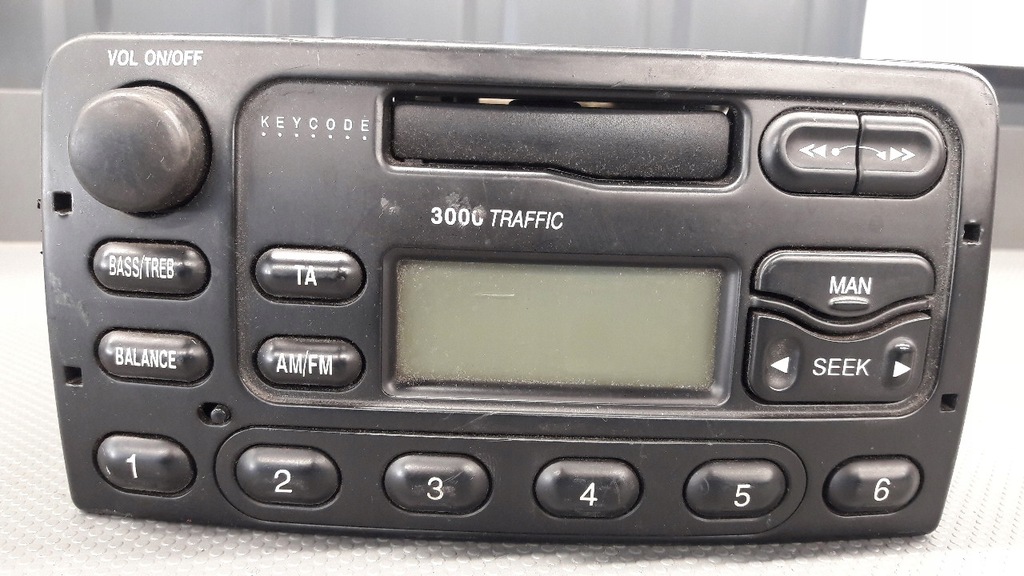 VOL ON/OFF
KEYCODE
3000 TRAFFIC
BASS/TREB
TA
MAN
BALANCE
AM/FM
SEEK
1 2 3 4 5 6